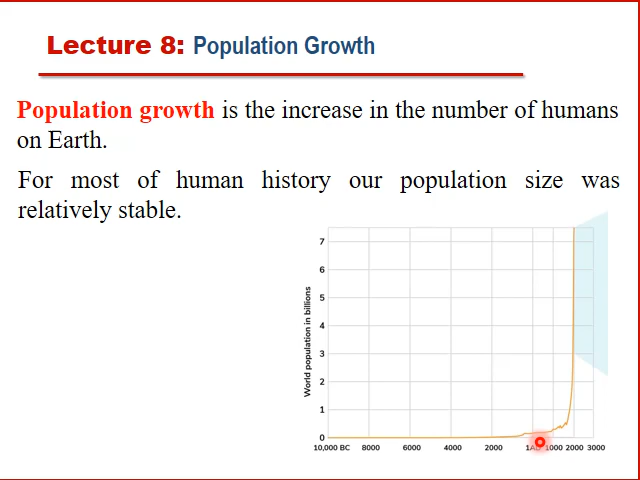 Lecture 8: Population Growth
Population growth is the increase in the number of humans
on Earth.
For most of human history our population size was
relatively stable.
World population in billions
7
6
5
4
3
2
1
0
10,000 BC 8000 6000 4000 2000 1000 2000 3000